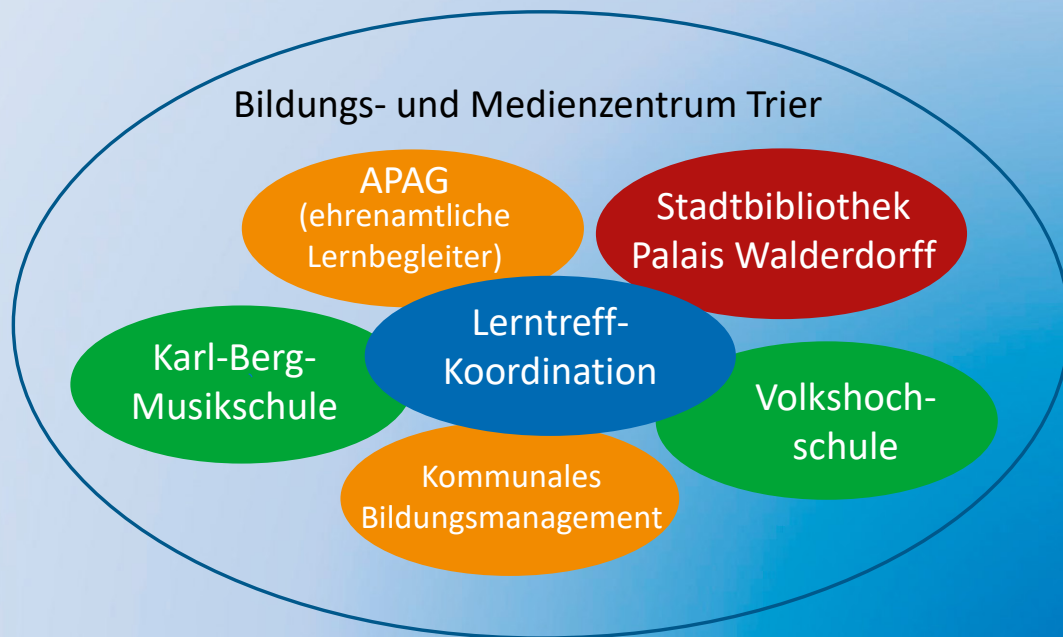 Bildungs- und Medienzentrum Trier
APAG
(ehrenamtliche
Lernbegleiter)
Stadtbibliothek
Palais Walderdorff
Lerntreff-
Koordination
Karl-Berg-
Musikschule
Volkshoch-
schule
Kommunales
Bildungsmanagement